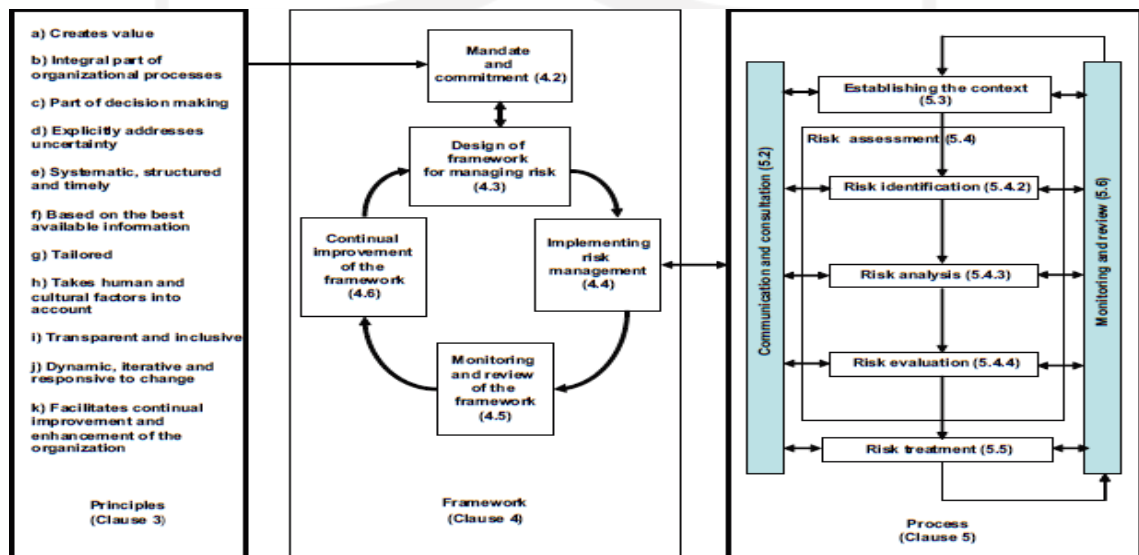 a) Creates value
b) Integral part of
organizational processes
c) Part of decision making
d) Explicitly addresses
uncertainty
e) Systematic, structured
and timely
f) Based on the best
available information
g) Tailored
h) Takes human and
cultural factors into
account
i) Transparent and inclusive
j) Dynamic, iterative and
responsive to change
k) Facilitates continual
improvement and
enhancement of the
organization
Principles
(Clause 3)
Mandate
and
commitment (4.2)
Design of
framework
for managing risk
(4.3)
Continual
improvement
of the
framework
(4.6)
Implementing
risk
management
(4.4)
Monitoring
and review
of the
framework
(4.5)
Framework
(Clause 4)
Communication and consultation (5.2)
Establishing the context
(5.3)
Risk assessment (5.4)
Risk identification (5.4.2)
Risk analysis (5.4.3)
Risk evaluation (5.4.4)
Risk treatment (5.5)
Monitoring and review (5.6)
Process
(Clause 5)